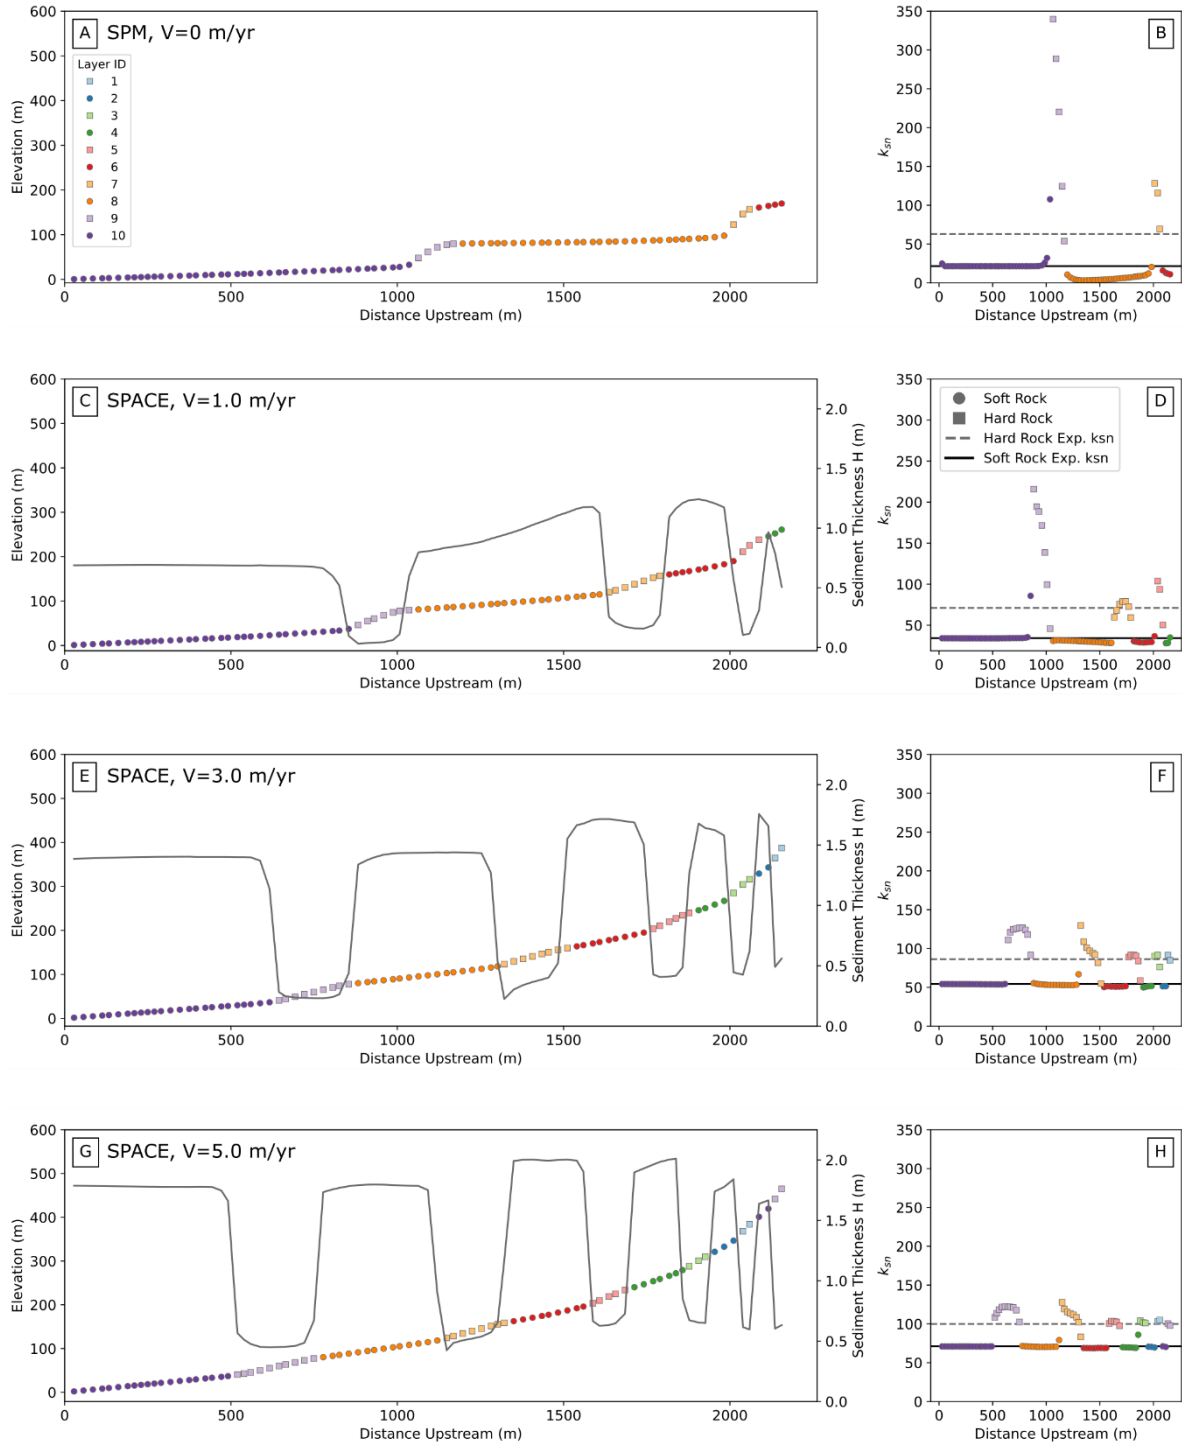 A SPM, V=0 m/yr
Layer ID
1
2
3
4
5
6
7
8
9
10
600
500
400
300
200
100
0
Elevation (m)
0 500 1000 1500 2000
Distance Upstream (m)
B
350
300
250
200
150
100
50
0
ksn
0 500 1000 1500 2000
Distance Upstream (m)
C SPACE, V=1.0 m/yr
600
500
400
300
200
100
0
Elevation (m)
2.0
1.5
1.0
0.5
0.0
Sediment Thickness H (m)
0 500 1000 1500 2000
Distance Upstream (m)
D
Soft Rock
Hard Rock
Hard Rock Exp. ksn
Soft Rock Exp. ksn
350
300
250
200
150
100
50
0
ksn
0 500 1000 1500 2000
Distance Upstream (m)
E SPACE, V=3.0 m/yr
600
500
400
300
200
100
0
Elevation (m)
2.0
1.5
1.0
0.5
0.0
Sediment Thickness H (m)
0 500 1000 1500 2000
Distance Upstream (m)
F
350
300
250
200
150
100
50
0
ksn
0 500 1000 1500 2000
Distance Upstream (m)
G SPACE, V=5.0 m/yr
600
500
400
300
200
100
0
Elevation (m)
2.0
1.5
1.0
0.5
0.0
Sediment Thickness H (m)
0 500 1000 1500 2000
Distance Upstream (m)
H
350
300
250
200
150
100
50
0
ksn
0 500 1000 1500 2000
Distance Upstream (m)